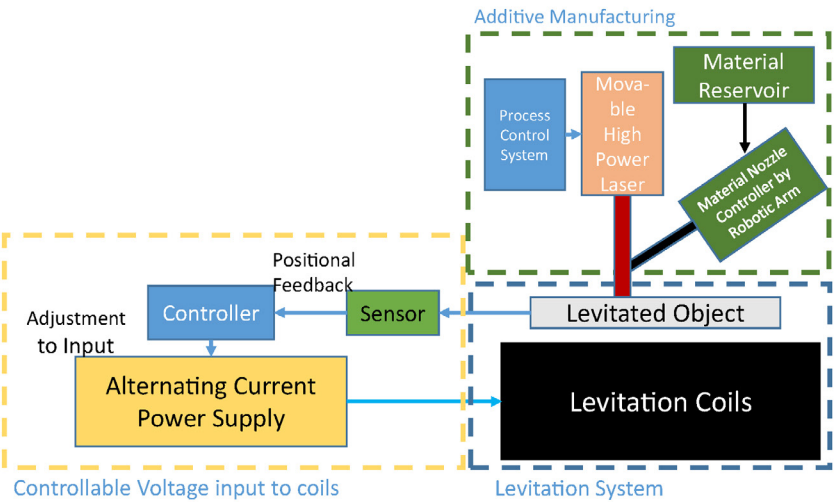 Additive Manufacturing
Material
Reservoir
Process
Control
System
Mova-
ble
High
Power
Laser
Material Nozzle
Controller by
Robotic Arm
Positional
Feedback
Adjustment
to Input
Controller
Sensor
Levitated Object
Alternating Current
Power Supply
Levitation Coils
Controllable Voltage input to coils
Levitation System